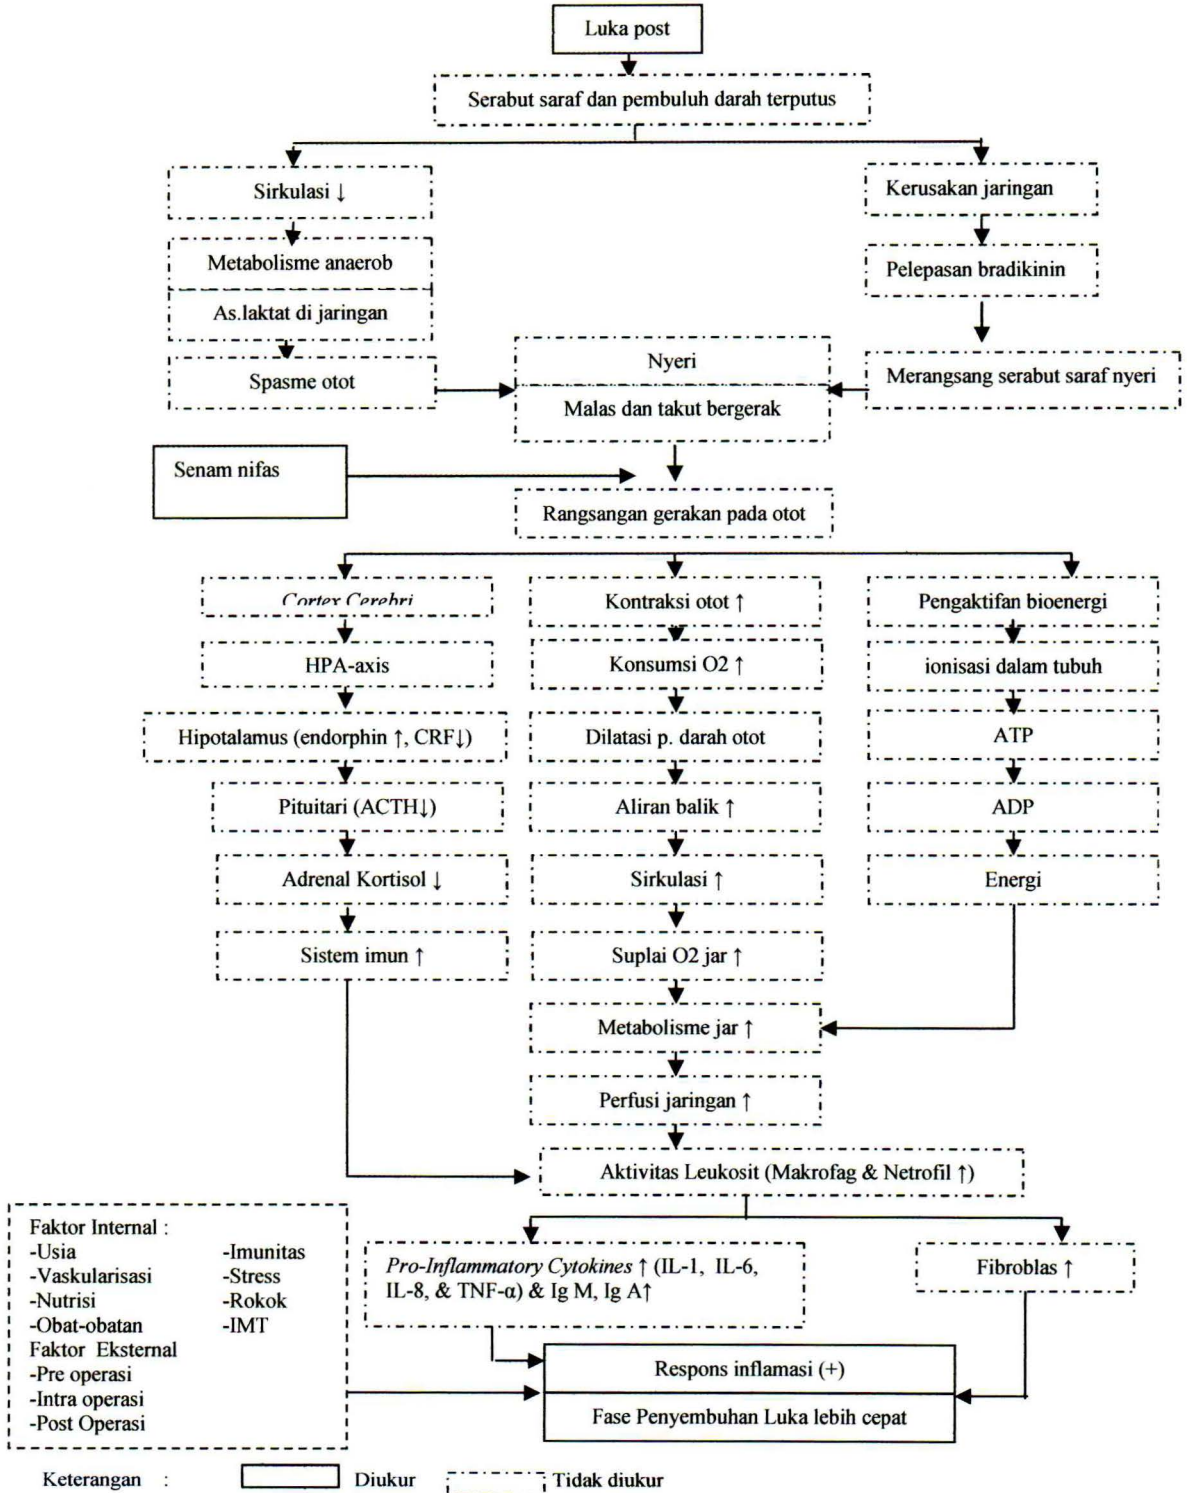 Luka post
Serabut saraf dan pembuluh darah terputus
Sirkulasi ↓
Kerusakan jaringan
Metabolisme anaerob
Pelepasan bradikinin
As.laktat di jaringan
Nyeri
Spasme otot
Merangsang serabut saraf nyeri
Malas dan takut bergerak
Senam nifas
Rangsangan gerakan pada otot
Cortex Cerebri
Kontraksi otot ↑
Pengaktifan bioenergi
HPA-axis
Konsumsi O2 ↑
ionisasi dalam tubuh
Hipotalamus (endorphin ↑, CRF↓)
Dilatasi p. darah otot
ATP
Pituitari (ACTH↓)
Aliran balik ↑
ADP
Adrenal Kortisol ↓
Sirkulasi ↑
Energi
Sistem imun ↑
Suplai O2 jar ↑
Metabolisme jar ↑
Perfusi jaringan ↑
Aktivitas Leukosit (Makrofag & Netrofil ↑)
Faktor Internal :
-Usia -Imunitas
-Vaskularisasi -Stress
-Nutrisi -Rokok
-Obat-obatan -IMT
Faktor Eksternal
-Pre operasi
-Intra operasi
-Post Operasi
Pro-Inflammatory Cytokines ↑ (IL-1, IL-6,
IL-8, & TNF-α) & Ig M, Ig A↑
Fibroblas ↑
Respons inflamasi (+)
Fase Penyembuhan Luka lebih cepat
Keterangan : Diukur Tidak diukur